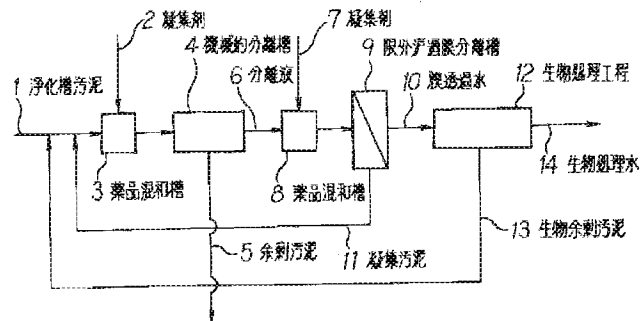 2 凝集剤
7 凝集剤
4 機械的分離槽
9 限外沪過膜分離槽
1 浄化槽汚泥
6 分離液
10 膜透過水
12 生物処理工程
3 薬品混和槽
8 薬品混和槽
14 生物処理水
5 余剰汚泥
11 凝集汚泥
13 生物余剰汚泥